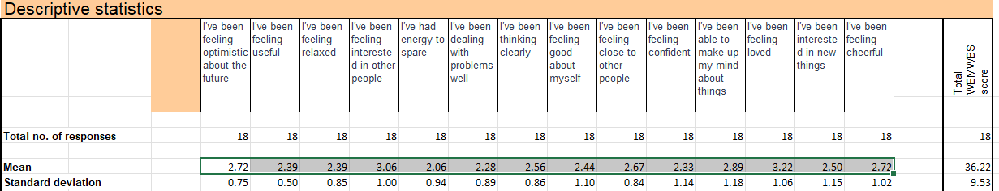 Descriptive statistics
I've been feeling optimistic about the future I've been feeling useful I've been feeling relaxed I've been feeling intereste d in other people I've had energy to spare I've been dealing with problems well I've been thinking clearly I've been feeling good about myself I've been feeling close to other people I've been feeling confident I've been able to make up my mind about things I've been feeling loved I've been intereste d in new things I've been feeling cheerful Total WEMWBS score
Total no. of responses 18 18 18 18 18 18 18 18 18 18 18 18 18 18 18
Mean 2.72 2.39 2.39 3.06 2.06 2.28 2.56 2.44 2.67 2.33 2.89 3.22 2.50 2.72 36.22
Standard deviation 0.75 0.50 0.85 1.00 0.94 0.89 0.86 1.10 0.84 1.14 1.18 1.06 1.15 1.02 9.53